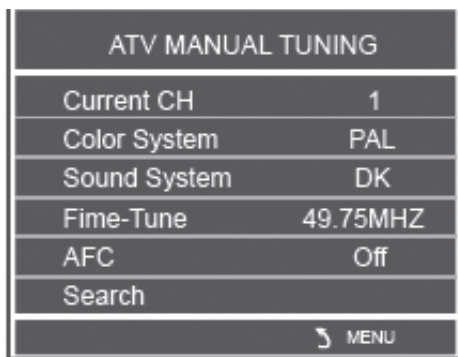 ATV MANUAL TUNING
Current CH 1
Color System PAL
Sound System DK
Fime-Tune 49.75MHZ
AFC Off
Search
MENU